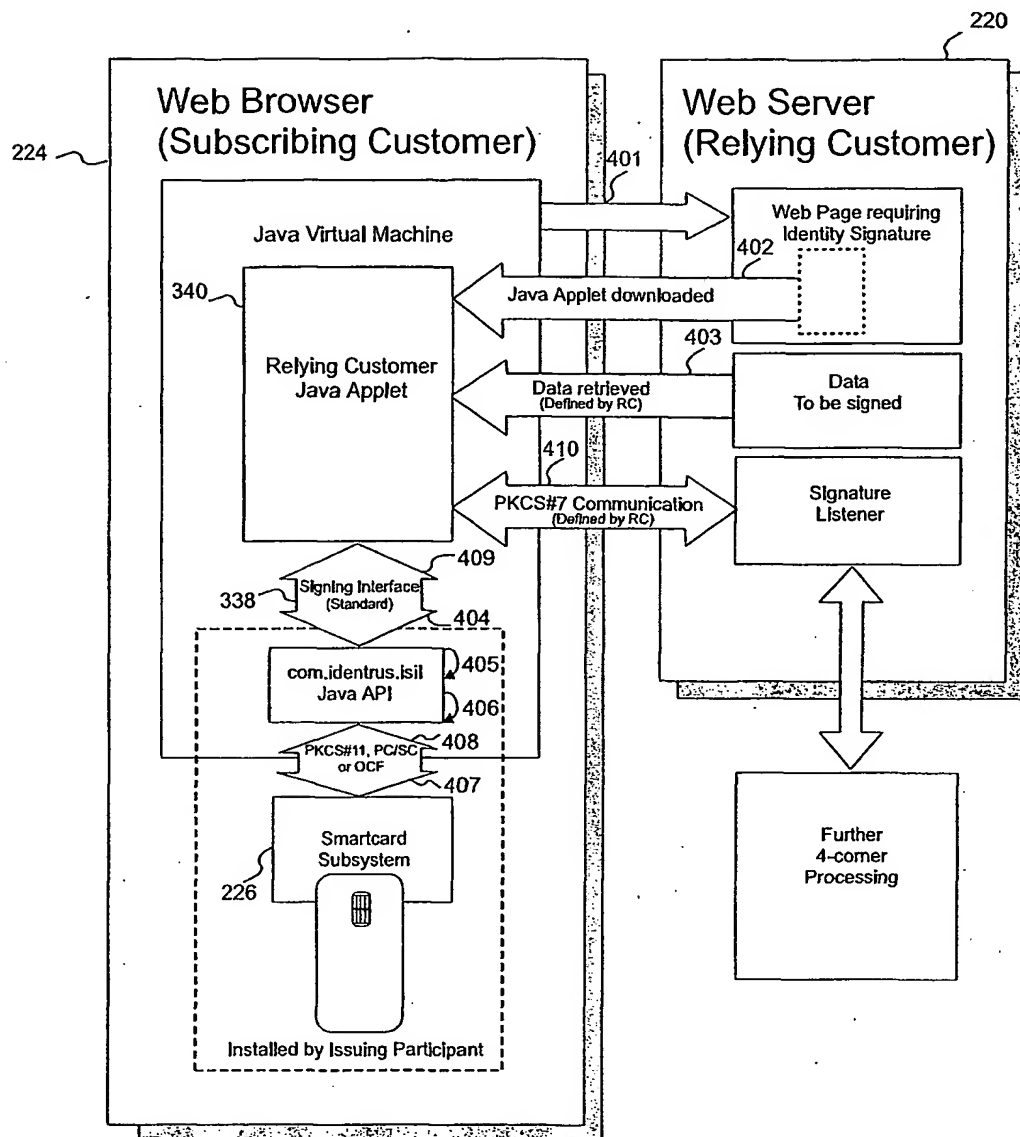 220
Web Browser
(Subscribing Customer)
Web Server
(Relying Customer)
224
401
Java Virtual Machine
Web Page requiring
Identity Signature
402
340
Java Applet downloaded
403
Relying Customer
Java Applet
Data retrieved
(Defined by RC)
Data
To be signed
410
PKCS#7 Communication
(Defined by RC)
Signature
Listener
409
Signing Interface
(Standard)
338
404
com.identrus.isil
Java API
405
406
408
PKCS#11, PC/SC
or OCF
407
Smartcard
Subsystem
226
Further
4-corner
Processing
Installed by Issuing Participant